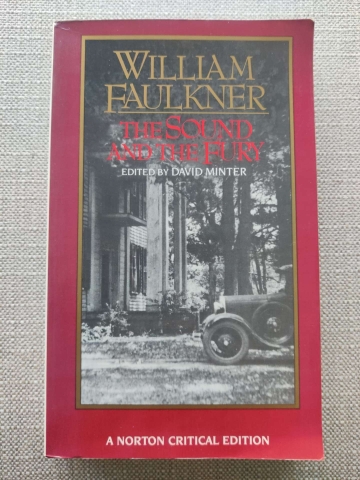 WILLIAM
FAULKNER
THE SOUND
AND THE FURY
EDITED BY DAVID MINTER
A NORTON CRITICAL EDITION